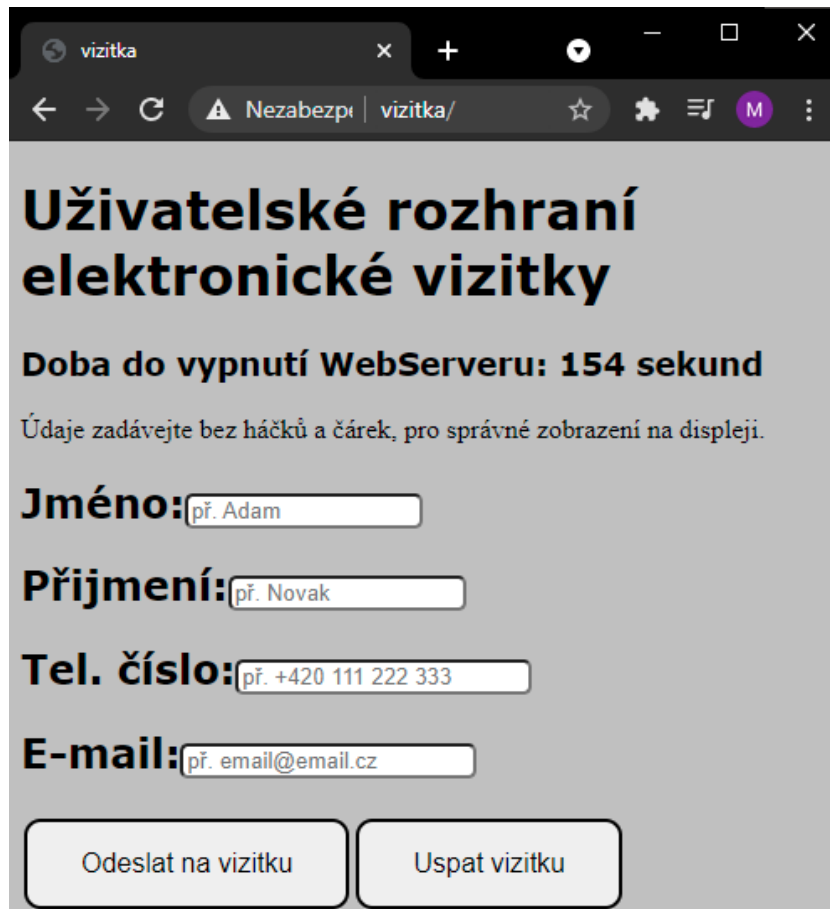 vizitka
Nezabezpe vizitka/
M
Uživatelské rozhraní
elektronické vizitky
Doba do vypnutí WebServeru: 154 sekund
Údaje zadávejte bez háčků a čárek, pro správné zobrazení na displeji.
Jméno: př. Adam
Přijmení: př. Novak
Tel. číslo: př. +420 111 222 333
E-mail: př. email@email.cz
Odeslat na vizitku Uspat vizitku